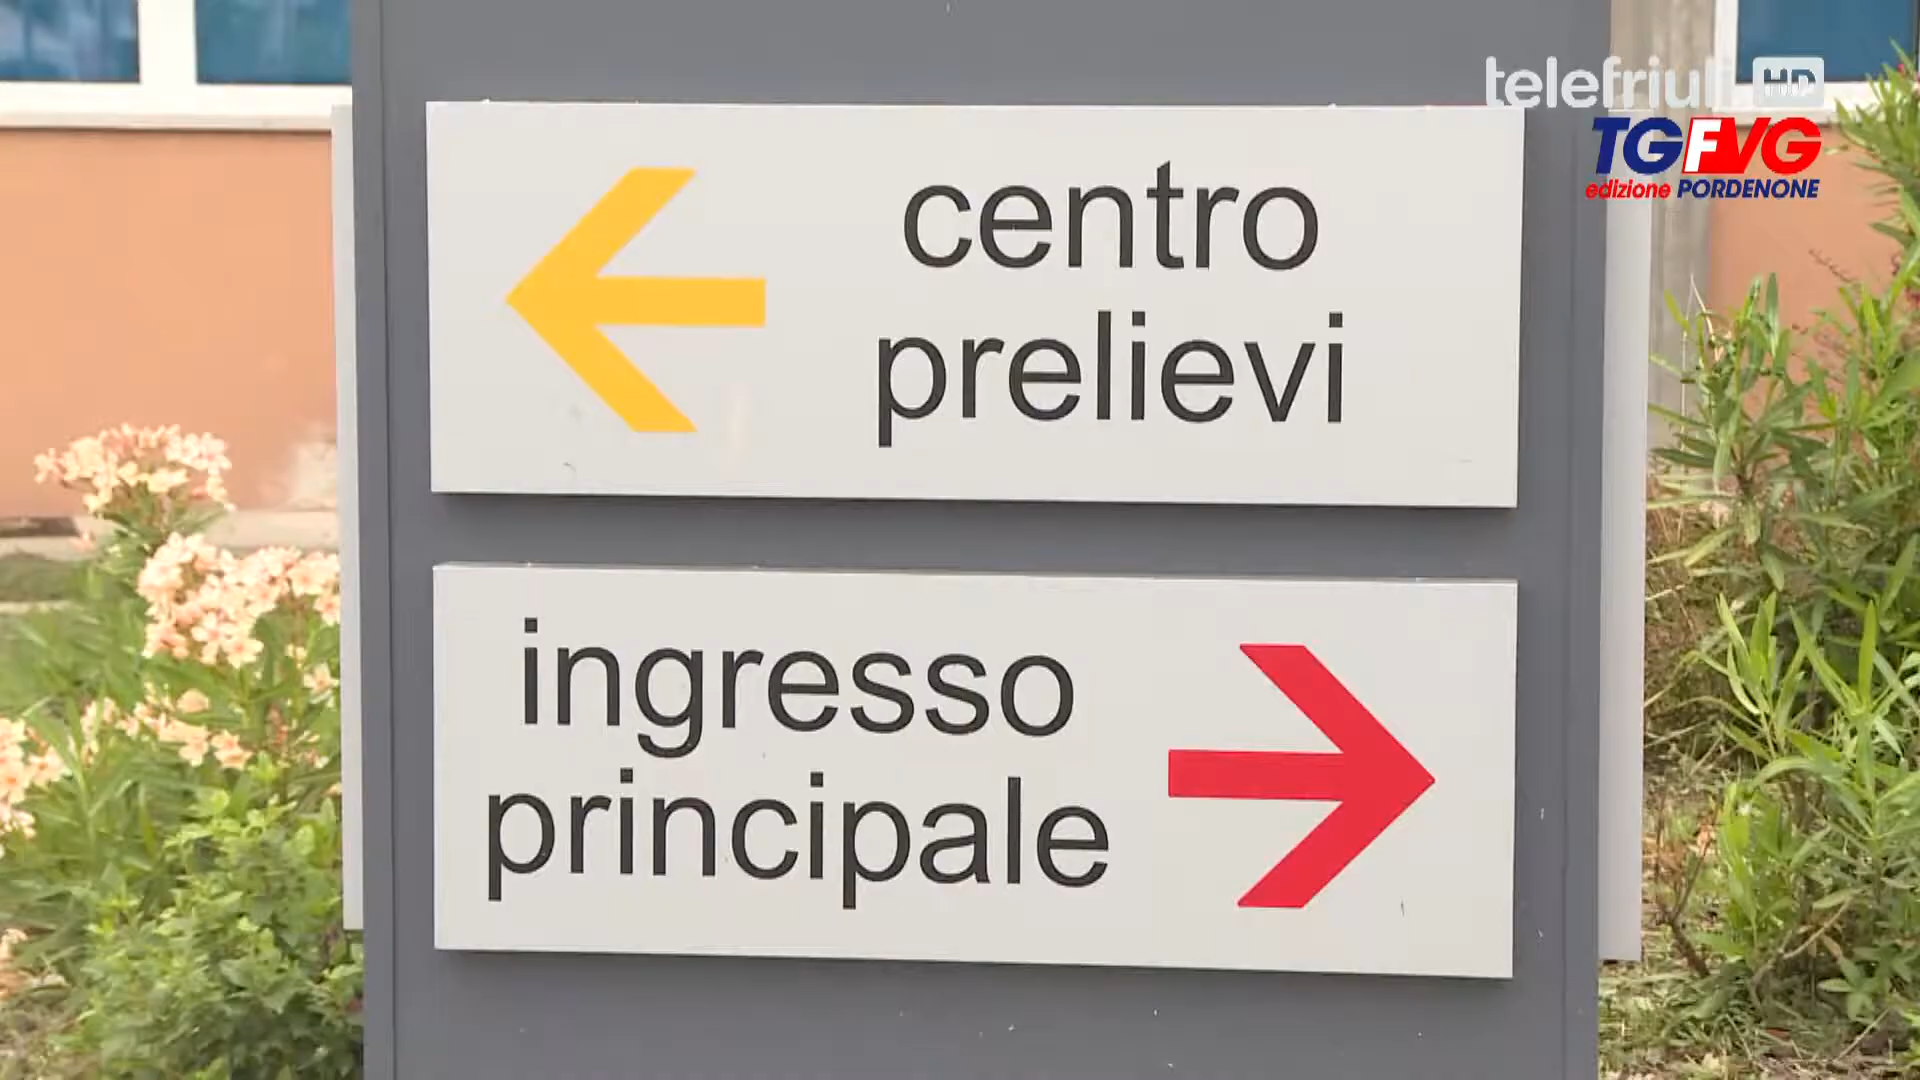 telefriuli HD
TGFVG
edizione PORDENONE
centro
prelievi
ingresso
principale